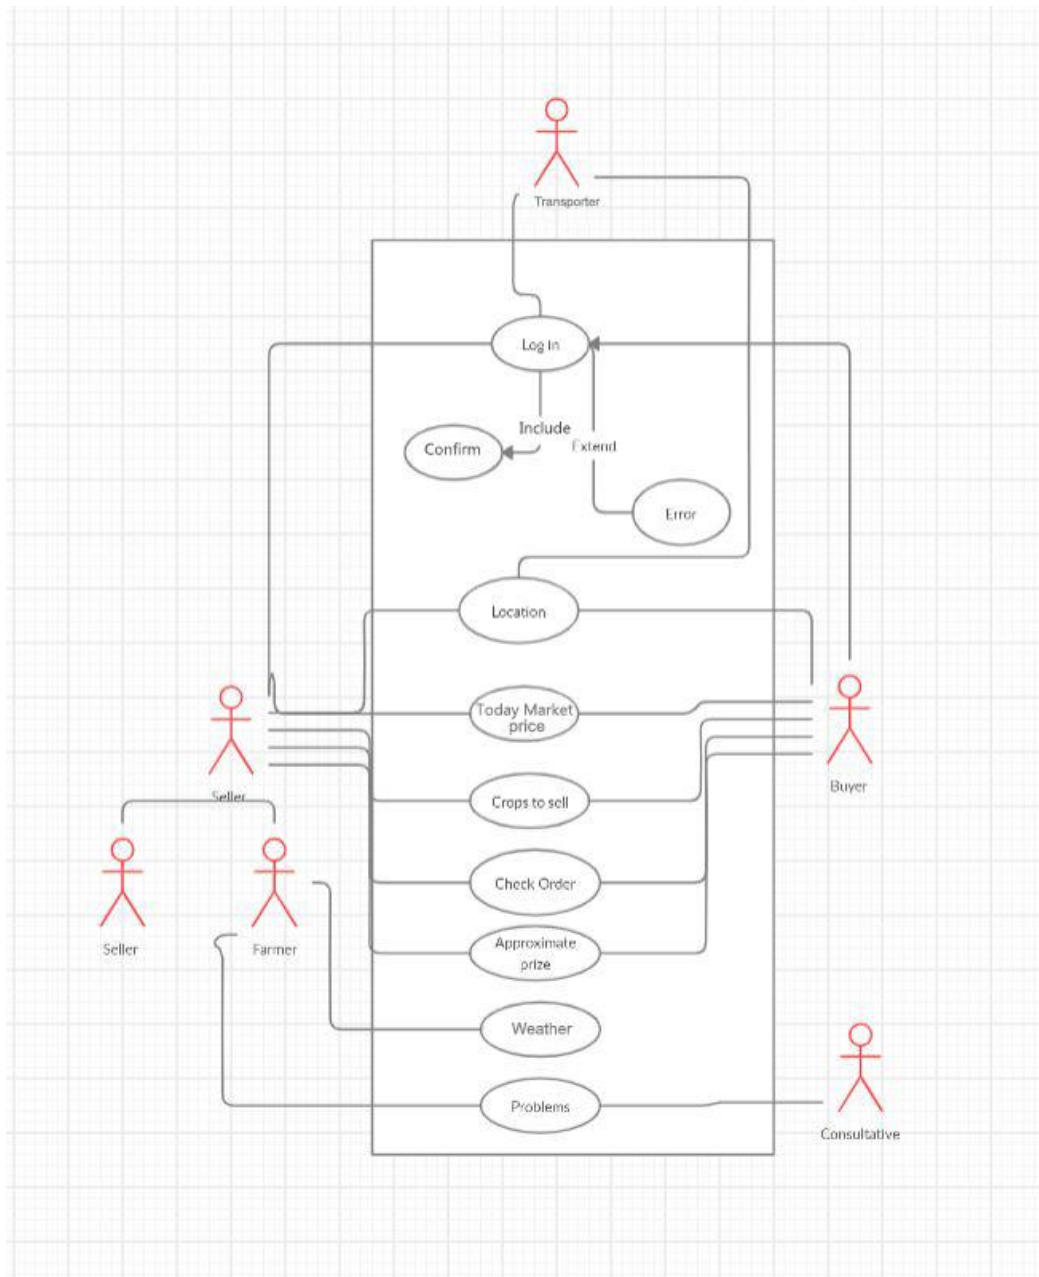 Transporter
Log In
Include
Confirm
Extend
Error
Location
Today Market
price
Seller
Buyer
Crops to sell
Check Order
Seller
Farmer
Approximate
prize
Weather
Problems
Consultative